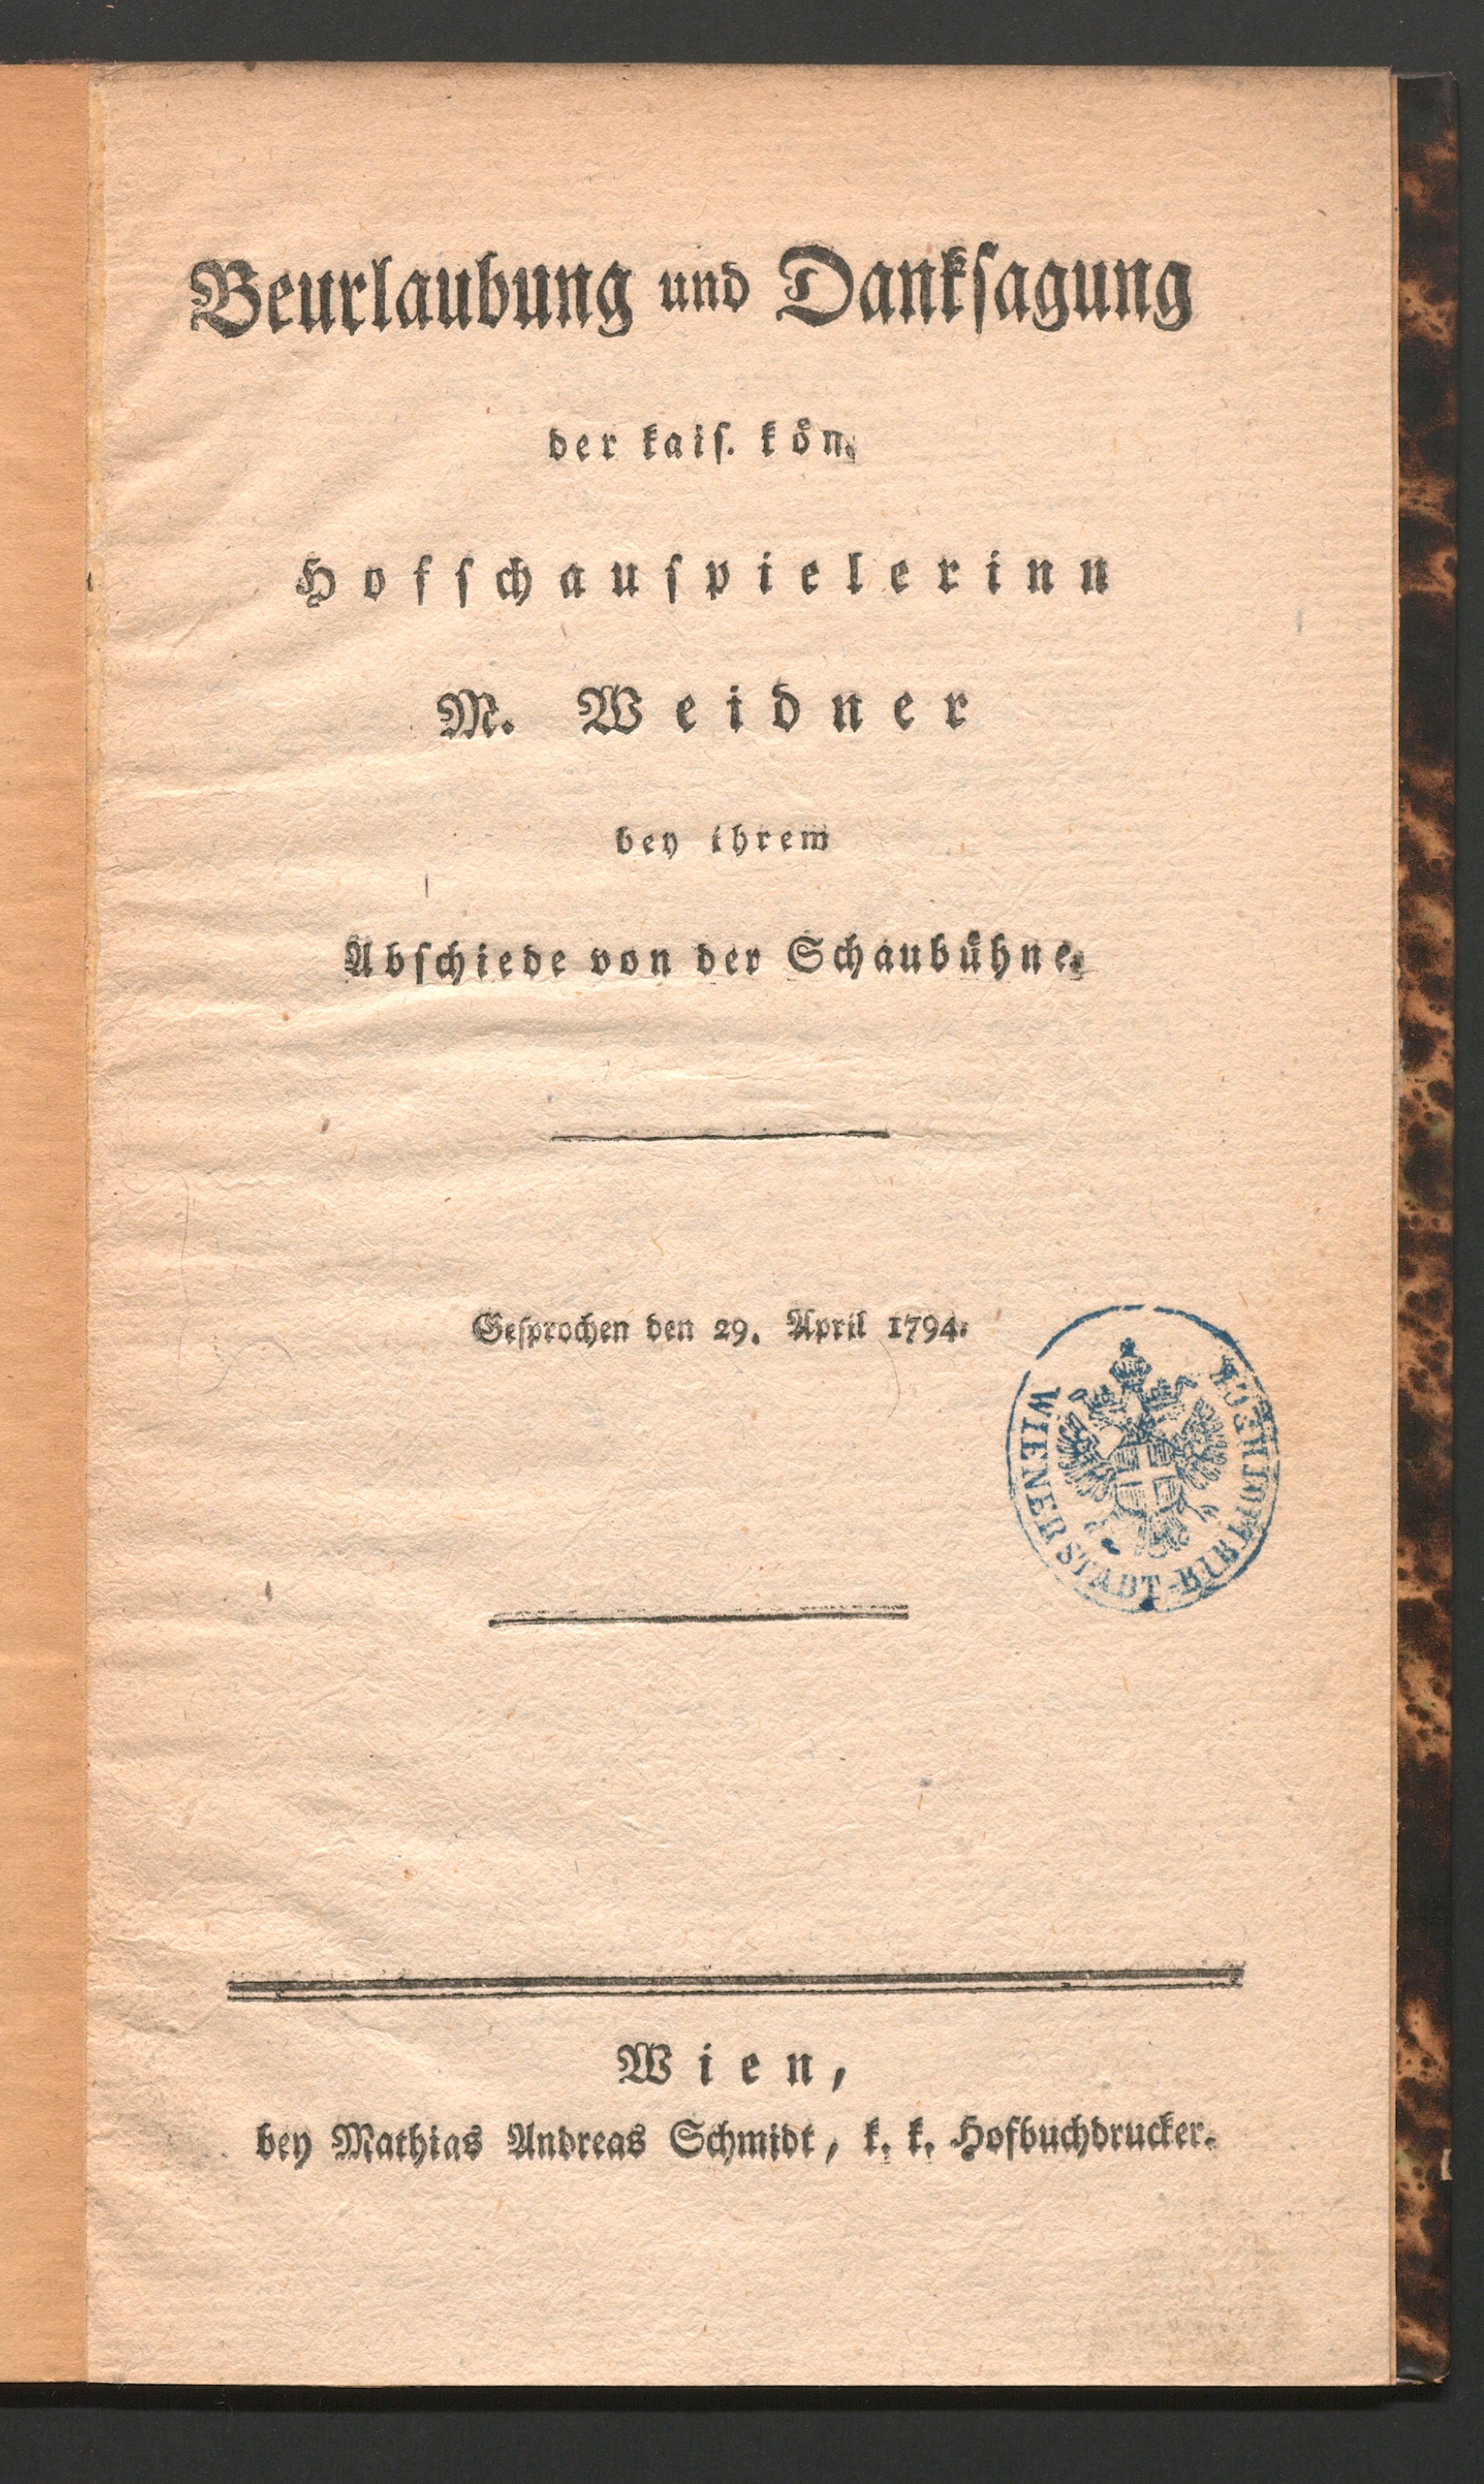 Beurlaubung und Dankſagung
der kaiſ. kön.
Hofſchauſpielerinn
M. Weidner
bey ihrem
Abſchiede von der Schaubühne.
Geſprochen den 29. April 1794.
WIENER STADT-BIBLIOTHEK
Wien,
bey Mathias Andreas Schmidt, k. k. Hofbuchdrucker.